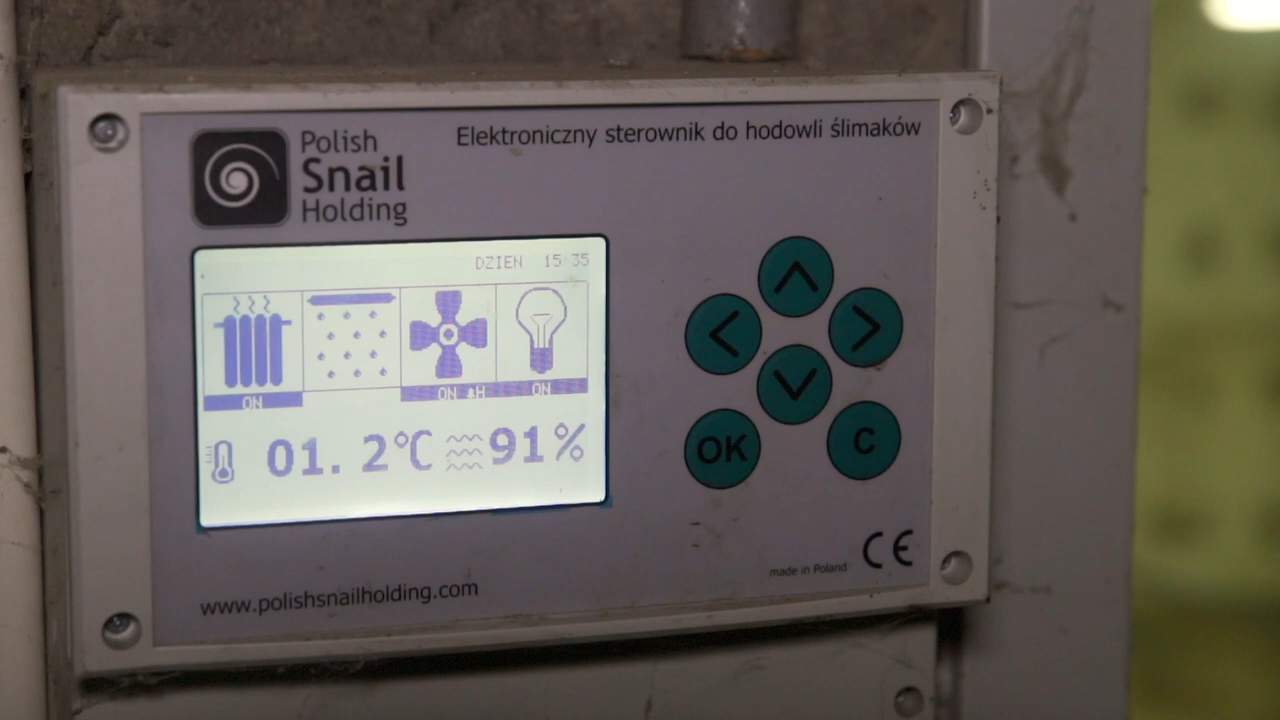 Polish
Snail
Holding
Elektroniczny sterownik do hodowli ślimaków
DZIEN 15 35
ON
ON &H
ON
01. 2°C
91%
OK
C
CE
made in Poland
www.polishsnailholding.com